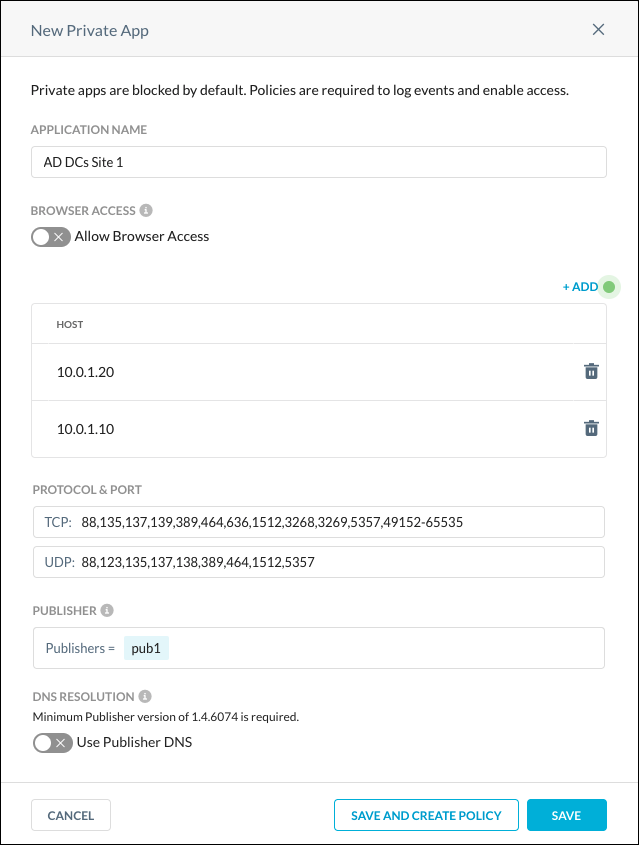 New Private App
Private apps are blocked by default. Policies are required to log events and enable access.
APPLICATION NAME
AD DCs Site 1
BROWSER ACCESS
Allow Browser Access
+ ADD
HOST
10.0.1.20
10.0.1.10
PROTOCOL & PORT
TCP: 88,135,137,139,389,464,636,1512,3268,3269,5357,49152-65535
UDP: 88,123,135,137,138,389,464,1512,5357
PUBLISHER
Publishers = pub1
DNS RESOLUTION
Minimum Publisher version of 1.4.6074 is required.
Use Publisher DNS
CANCEL SAVE AND CREATE POLICY SAVE